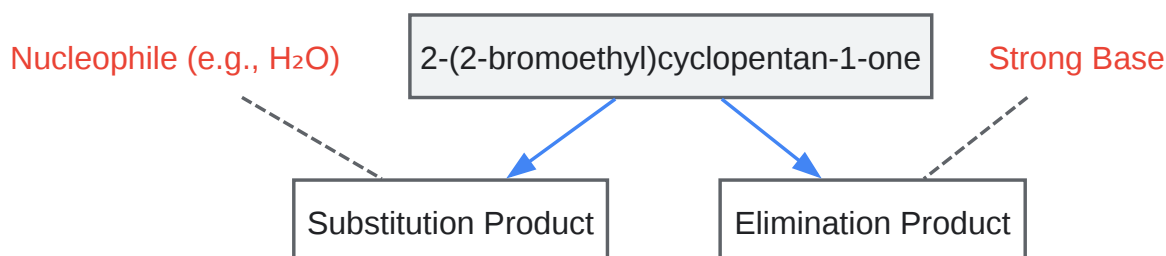 Nucleophile (e.g., H₂O)
2-(2-bromoethyl)cyclopentan-1-one
Strong Base
Substitution Product
Elimination Product